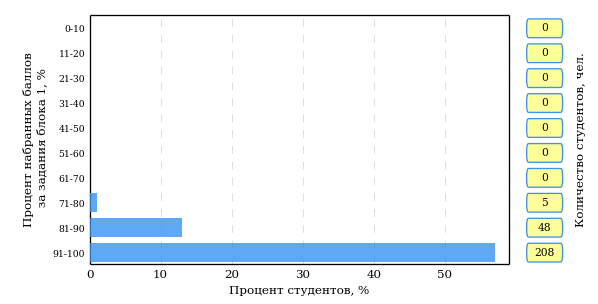 Процент набранных баллов
за задания блока 1, %
0-10 0
11-20 0
21-30 0
31-40 0
41-50 0
51-60 0
61-70 0
71-80 5
81-90 48
91-100 208
0 10 20 30 40 50
Процент студентов, %
Количество студентов, чел.